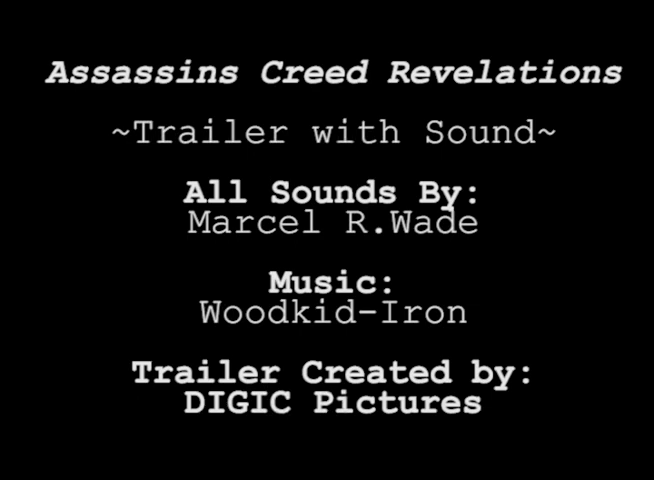 Assassins Creed Revelations
~Trailer with Sound~
All Sounds By:
Marcel R.Wade
Music:
Woodkid-Iron
Trailer Created by:
DIGIC Pictures